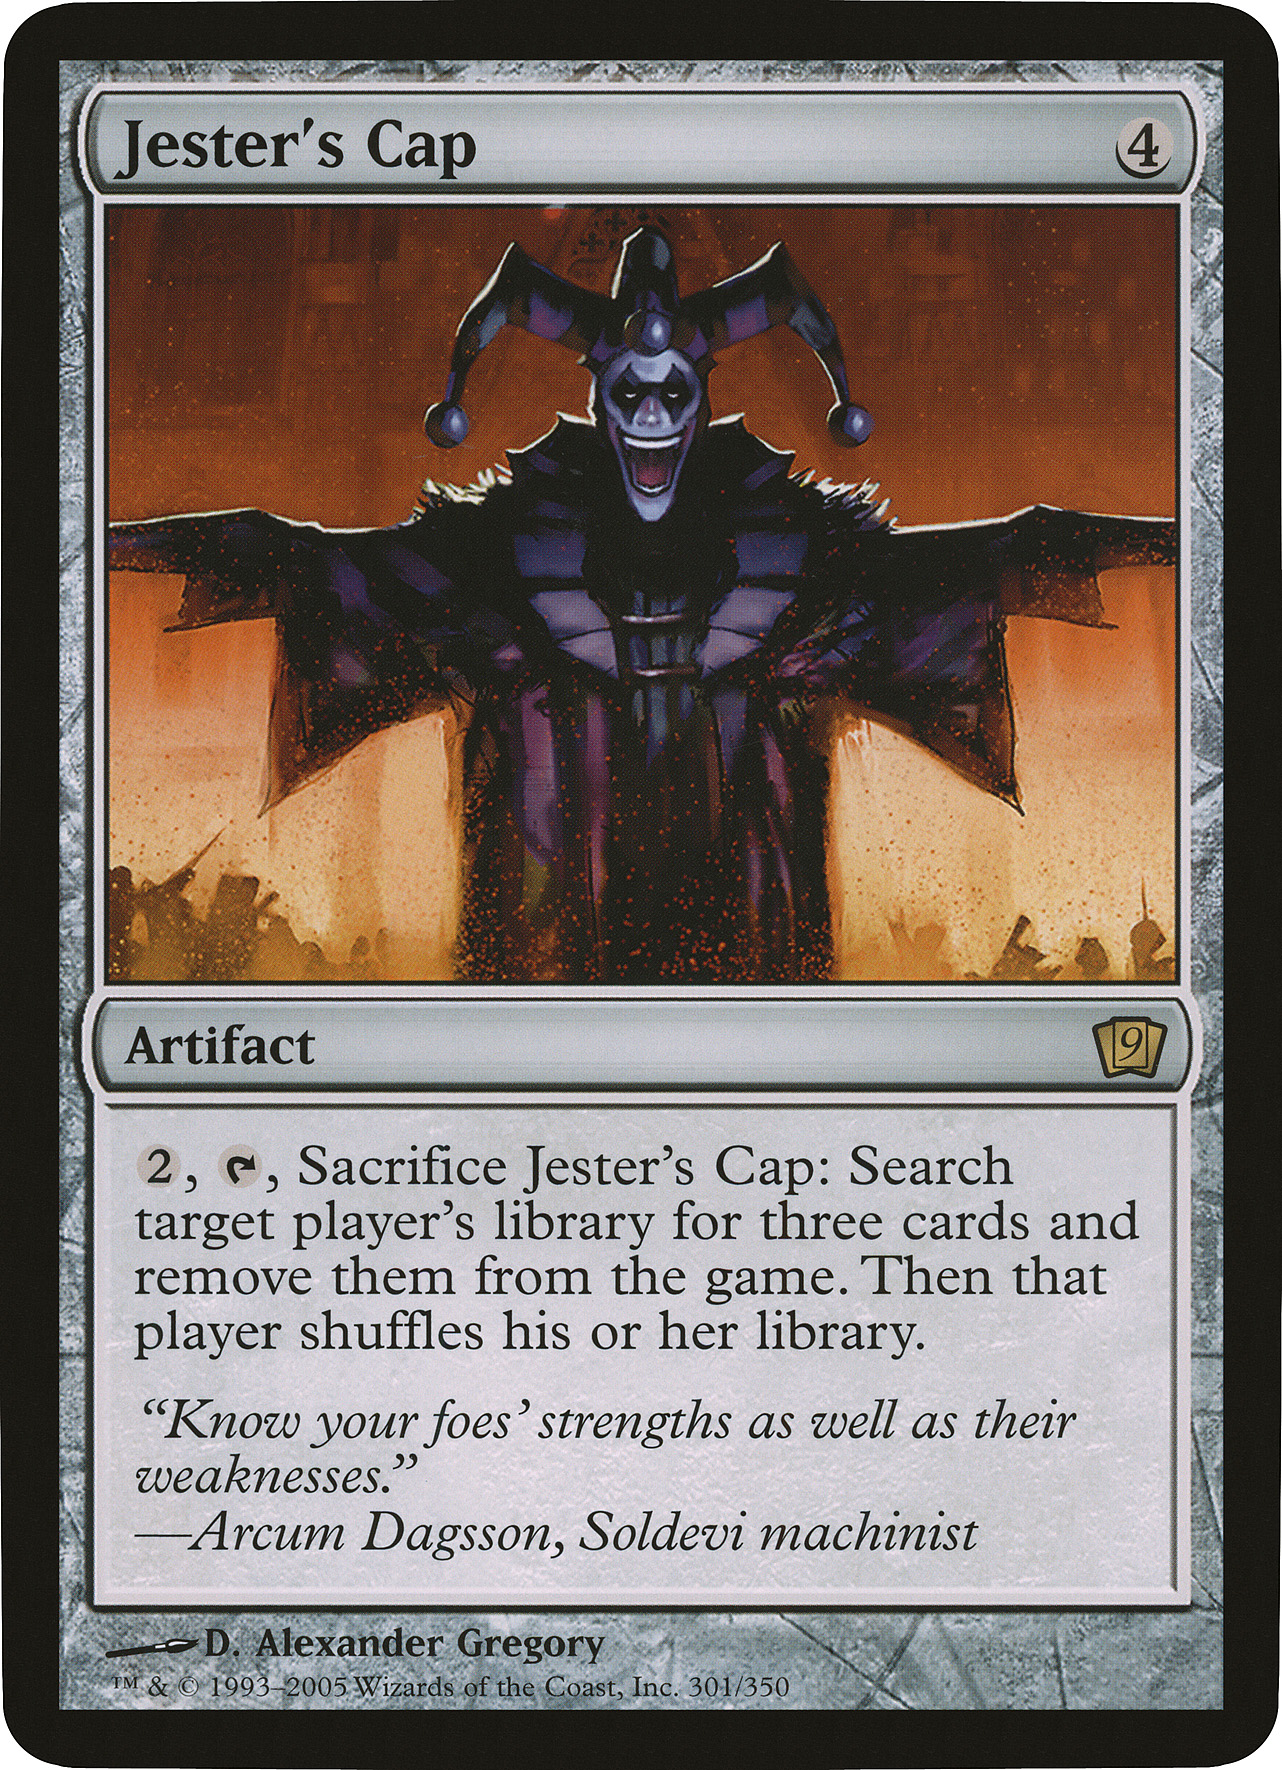 Jester's Cap
4
Artifact
9
2, , Sacrifice Jester's Cap: Search
target player's library for three cards and
remove them from the game. Then that
player shuffles his or her library.
“Know your foes’ strengths as well as their
weaknesses.”
—Arcum Dagsson, Soldevi machinist
D. Alexander Gregory
™ & © 1993–2005 Wizards of the Coast, Inc. 301/350